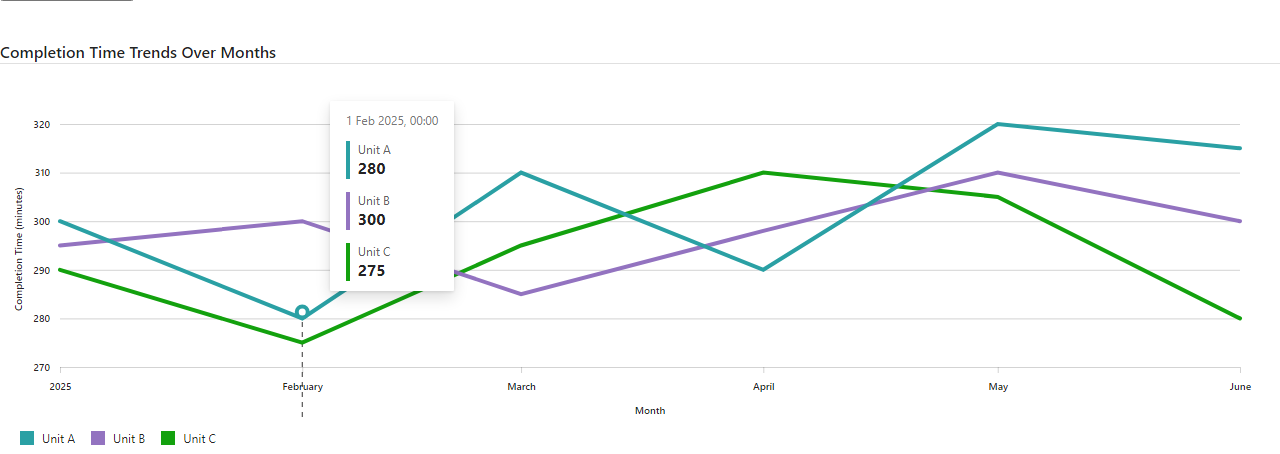 Completion Time Trends Over Months
1 Feb 2025, 00:00
Unit A
280
Unit B
300
Unit C
275
Completion Time (minutes)
320
310
300
290
280
270
2025
February
March
April
May
June
Month
Unit A
Unit B
Unit C